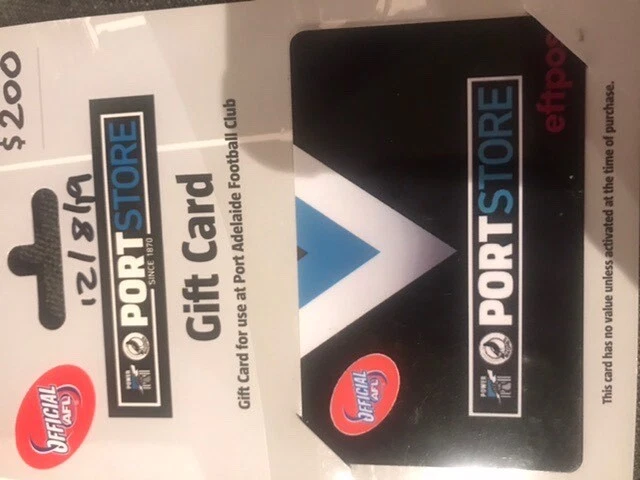 $200
12/8/19
OFFICIAL
AFL
POWER
PORTSTORE
SINCE 1870
Gift Card
Gift Card for use at Port Adelaide Football Club
OFFICIAL
AFL
POWER
PORTSTORE
eftpos
This card has no value unless activated at the time of purchase.